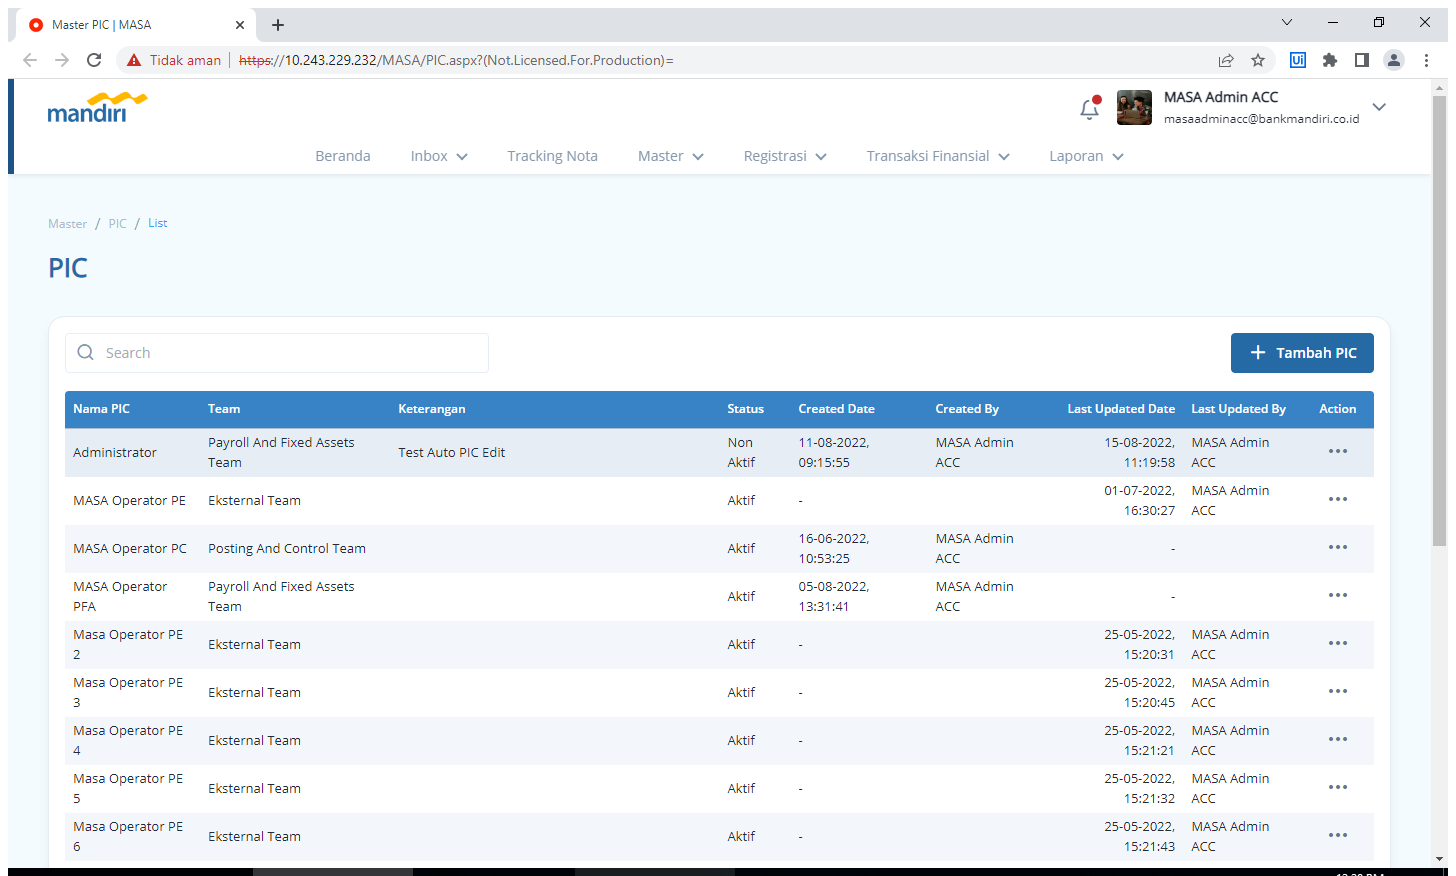 Master PIC | MASA
Tidak aman
https://10.243.229.232/MASA/PIC.aspx?(Not.Licensed.For.Production)=
Ui
mandiri
MASA Admin ACC
masaadminacc@bankmandiri.co.id
Beranda Inbox Tracking Nota Master Registrasi Transaksi Finansial Laporan
Master / PIC / List
PIC
Search
+ Tambah PIC
Nama PIC Team Keterangan Status Created Date Created By Last Updated Date Last Updated By Action
Administrator Payroll And Fixed Assets Team Test Auto PIC Edit Non Aktif 11-08-2022, 09:15:55 MASA Admin ACC 15-08-2022, 11:19:58 MASA Admin ACC
MASA Operator PE Eksternal Team Aktif - 01-07-2022, 16:30:27 MASA Admin ACC
MASA Operator PC Posting And Control Team Aktif 16-06-2022, 10:53:25 MASA Admin ACC -
MASA Operator PFA Payroll And Fixed Assets Team Aktif 05-08-2022, 13:31:41 MASA Admin ACC -
Masa Operator PE 2 Eksternal Team Aktif - 25-05-2022, 15:20:31 MASA Admin ACC
Masa Operator PE 3 Eksternal Team Aktif - 25-05-2022, 15:20:45 MASA Admin ACC
Masa Operator PE 4 Eksternal Team Aktif - 25-05-2022, 15:21:21 MASA Admin ACC
Masa Operator PE 5 Eksternal Team Aktif - 25-05-2022, 15:21:32 MASA Admin ACC
Masa Operator PE 6 Eksternal Team Aktif - 25-05-2022, 15:21:43 MASA Admin ACC